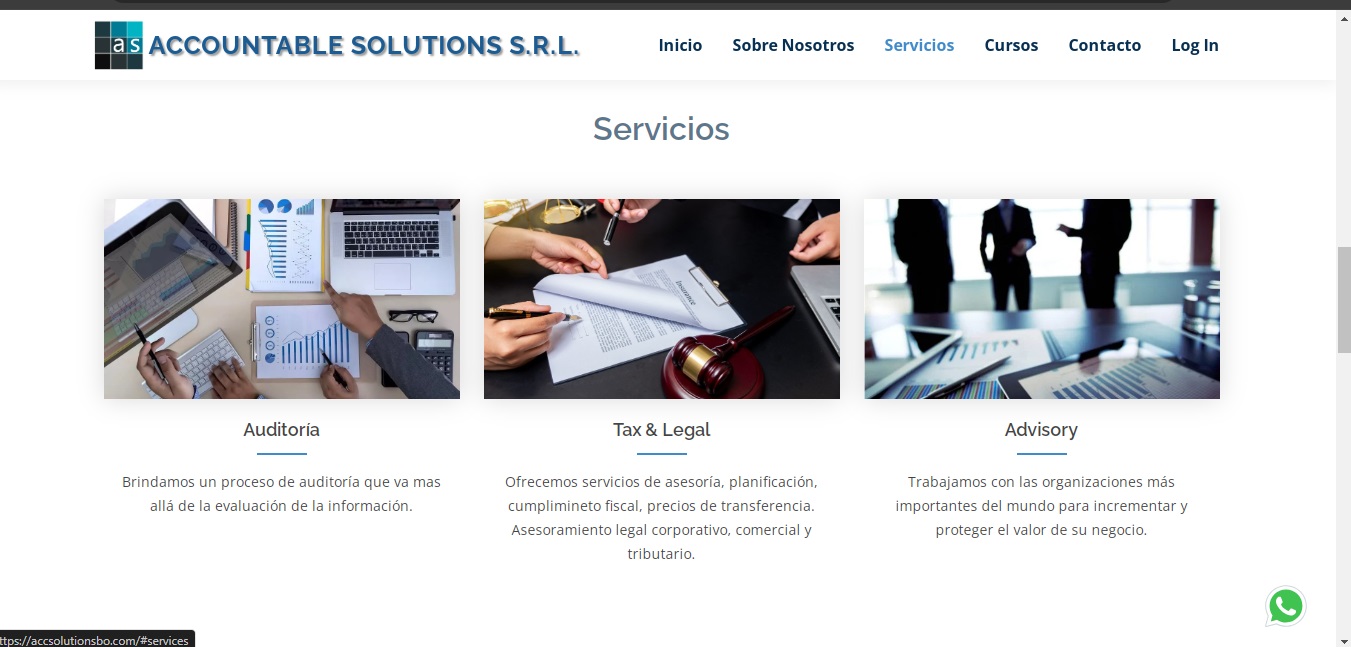 as ACCOUNTABLE SOLUTIONS S.R.L.
Inicio Sobre Nosotros Servicios Cursos Contacto Log In
Servicios
Insurance
Auditoría
Brindamos un proceso de auditoría que va mas
allá de la evaluación de la información.
Tax & Legal
Ofrecemos servicios de asesoría, planificación,
cumplimineto fiscal, precios de transferencia.
Asesoramiento legal corporativo, comercial y
tributario.
Advisory
Trabajamos con las organizaciones más
importantes del mundo para incrementar y
proteger el valor de su negocio.
ttps://accsolutionsbo.com/#services